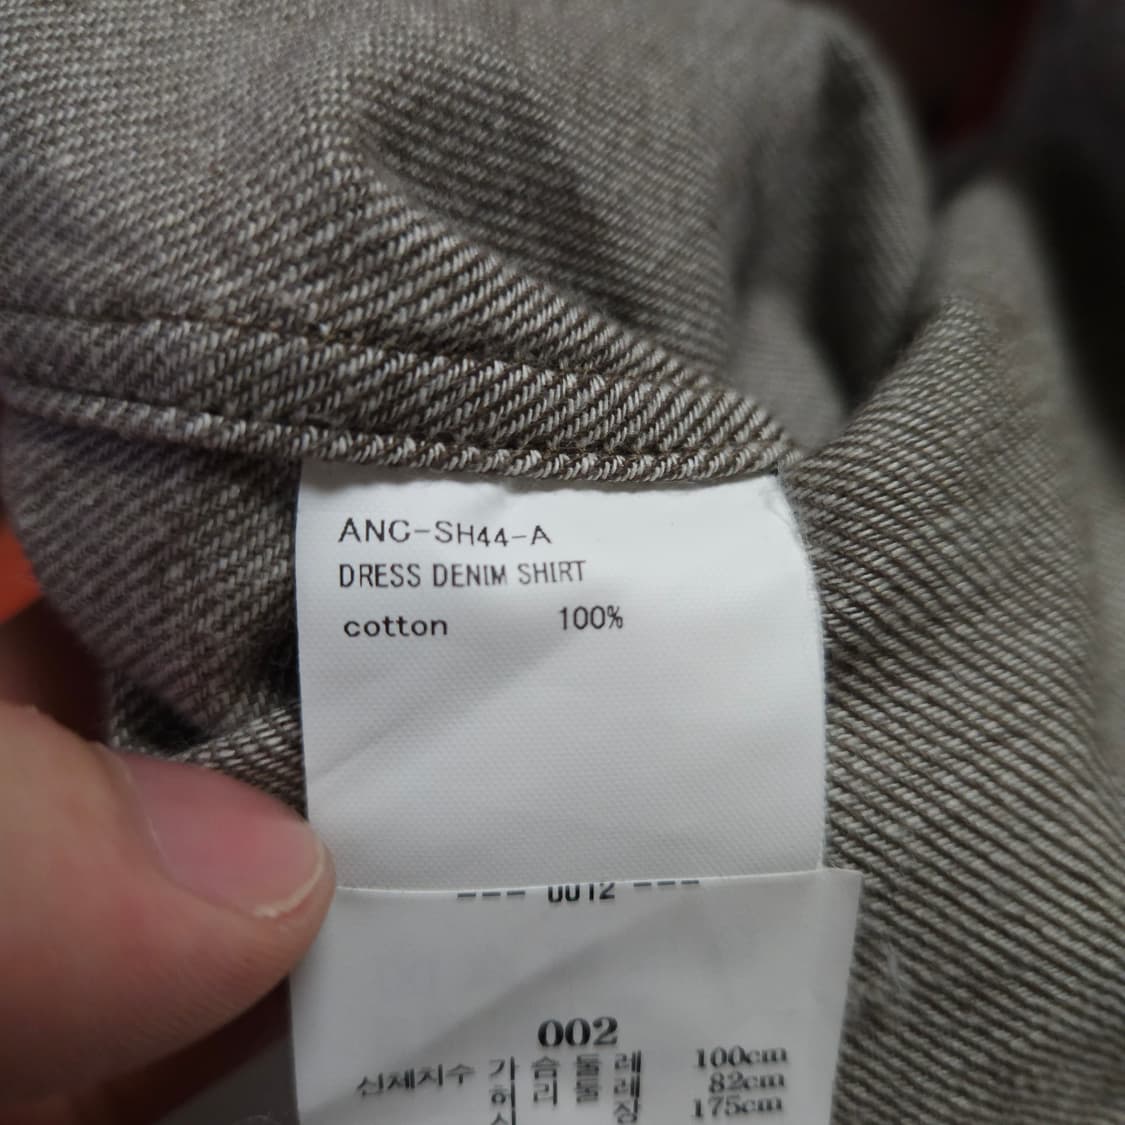 ANC-SH44-A
DRESS DENIM SHIRT
cotton 100%
--- 0012 ---
002
신체치수 가슴둘레 100cm
허리둘레 82cm
175cm